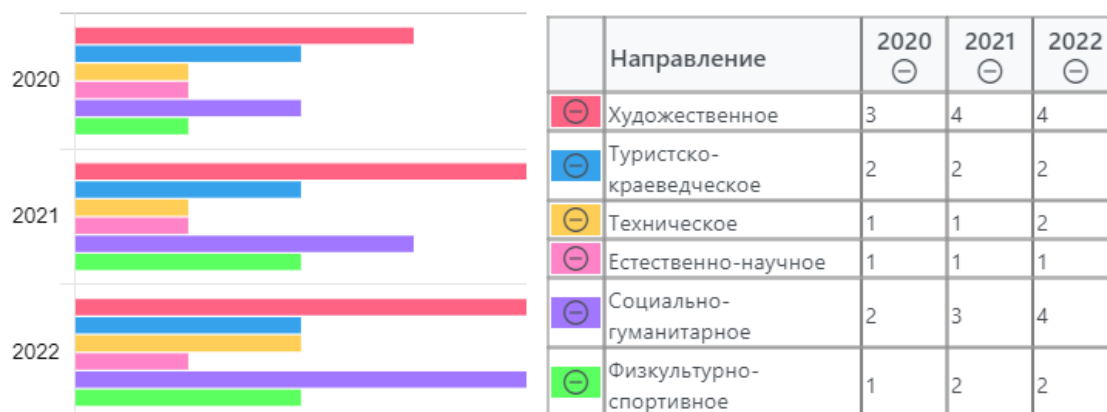 2020
2021
2022
Направление 2020 2021 2022
Художественное 3 4 4
Туристско-
краеведческое 2 2 2
Техническое 1 1 2
Естественно-научное 1 1 1
Социально-
гуманитарное 2 3 4
Физкультурно-
спортивное 1 2 2